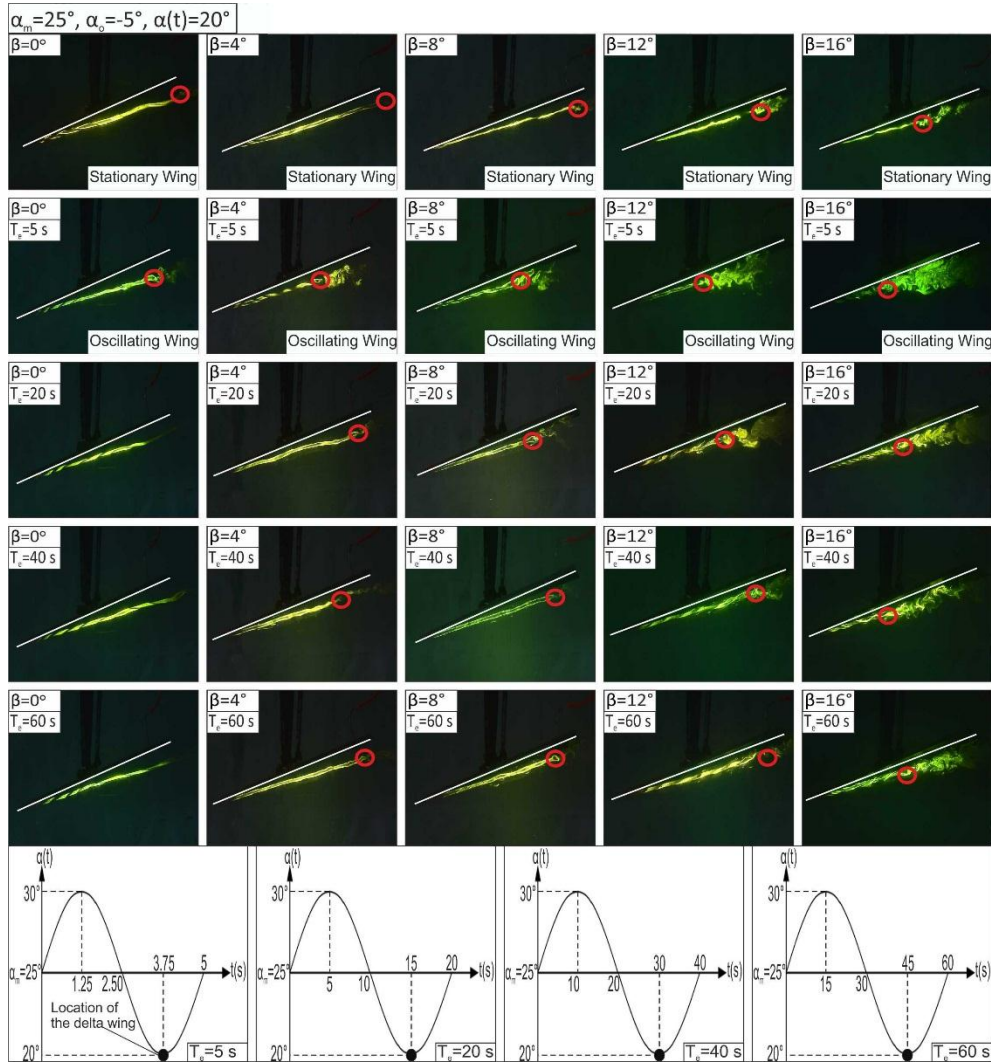 αₘ=25°, αₒ=-5°, α(t)=20°
β=0° β=4° β=8° β=12° β=16°
Stationary Wing Stationary Wing Stationary Wing Stationary Wing Stationary Wing
β=0° β=4° β=8° β=12° β=16°
Tₑ=5 s Tₑ=5 s Tₑ=5 s Tₑ=5 s Tₑ=5 s
Oscillating Wing Oscillating Wing Oscillating Wing Oscillating Wing Oscillating Wing
β=0° β=4° β=8° β=12° β=16°
Tₑ=20 s Tₑ=20 s Tₑ=20 s Tₑ=20 s Tₑ=20 s
β=0° β=4° β=8° β=12° β=16°
Tₑ=40 s Tₑ=40 s Tₑ=40 s Tₑ=40 s Tₑ=40 s
β=0° β=4° β=8° β=12° β=16°
Tₑ=60 s Tₑ=60 s Tₑ=60 s Tₑ=60 s Tₑ=60 s
α(t)
30°
αₘ=25°
1.25 2.50 3.75 5 t(s)
Location of
the delta wing
20°
Tₑ=5 s
α(t)
30°
αₘ=25°
5 10 15 20 t(s)
20°
Tₑ=20 s
α(t)
30°
αₘ=25°
10 20 30 40 t(s)
20°
Tₑ=40 s
α(t)
30°
αₘ=25°
15 30 45 60 t(s)
20°
Tₑ=60 s